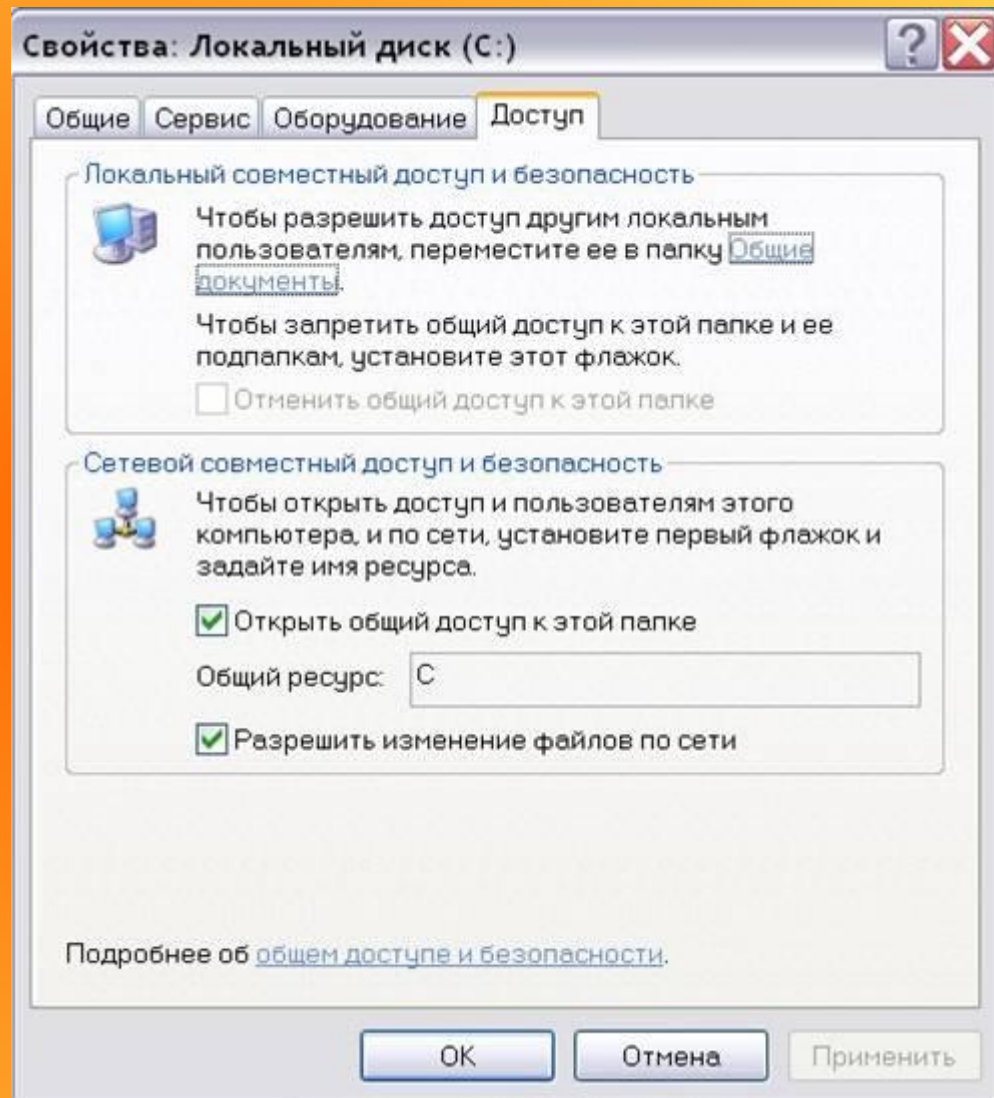 Свойства: Локальный диск (C:)
Общие Сервис Оборудование Доступ
Локальный совместный доступ и безопасность
Чтобы разрешить доступ другим локальным
пользователям, переместите ее в папку Общие
документы.
Чтобы запретить общий доступ к этой папке и ее
подпапкам, установите этот флажок.
Отменить общий доступ к этой папке
Сетевой совместный доступ и безопасность
Чтобы открыть доступ и пользователям этого
компьютера, и по сети, установите первый флажок и
задайте имя ресурса.
Открыть общий доступ к этой папке
Общий ресурс: C
Разрешить изменение файлов по сети
Подробнее об общем доступе и безопасности.
OK Отмена Применить